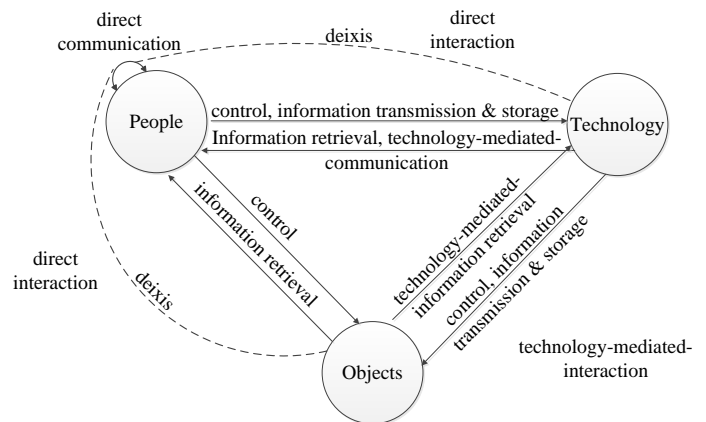 direct
communication
deixis
direct
interaction
People
control, information transmission & storage
Technology
Information retrieval, technology-mediated-
communication
control
information retrieval
technology-mediated-
information retrieval
control, information
transmission & storage
direct
interaction
deixis
Objects
technology-mediated-
interaction